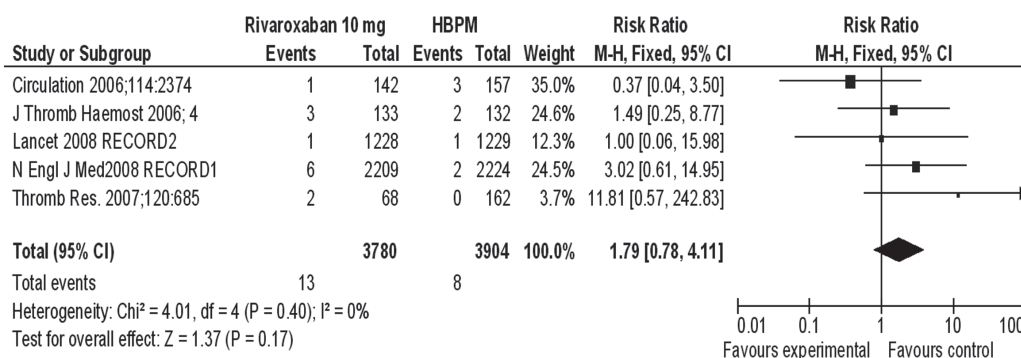 Rivaroxaban 10 mg HBPM Risk Ratio Risk Ratio
Study or Subgroup Events Total Events Total Weight M-H, Fixed, 95% CI M-H, Fixed, 95% CI
Circulation 2006;114:2374 1 142 3 157 35.0% 0.37 [0.04, 3.50]
J Thromb Haemost 2006; 4 3 133 2 132 24.6% 1.49 [0.25, 8.77]
Lancet 2008 RECORD2 1 1228 1 1229 12.3% 1.00 [0.06, 15.98]
N Engl J Med2008 RECORD1 6 2209 2 2224 24.5% 3.02 [0.61, 14.95]
Thromb Res. 2007;120:685 2 68 0 162 3.7% 11.81 [0.57, 242.83]
Total (95% CI) 3780 3904 100.0% 1.79 [0.78, 4.11]
Total events 13 8
Heterogeneity: Chi² = 4.01, df = 4 (P = 0.40); I² = 0%
Test for overall effect: Z = 1.37 (P = 0.17)
0.01 0.1 1 10 100
Favours experimental Favours control